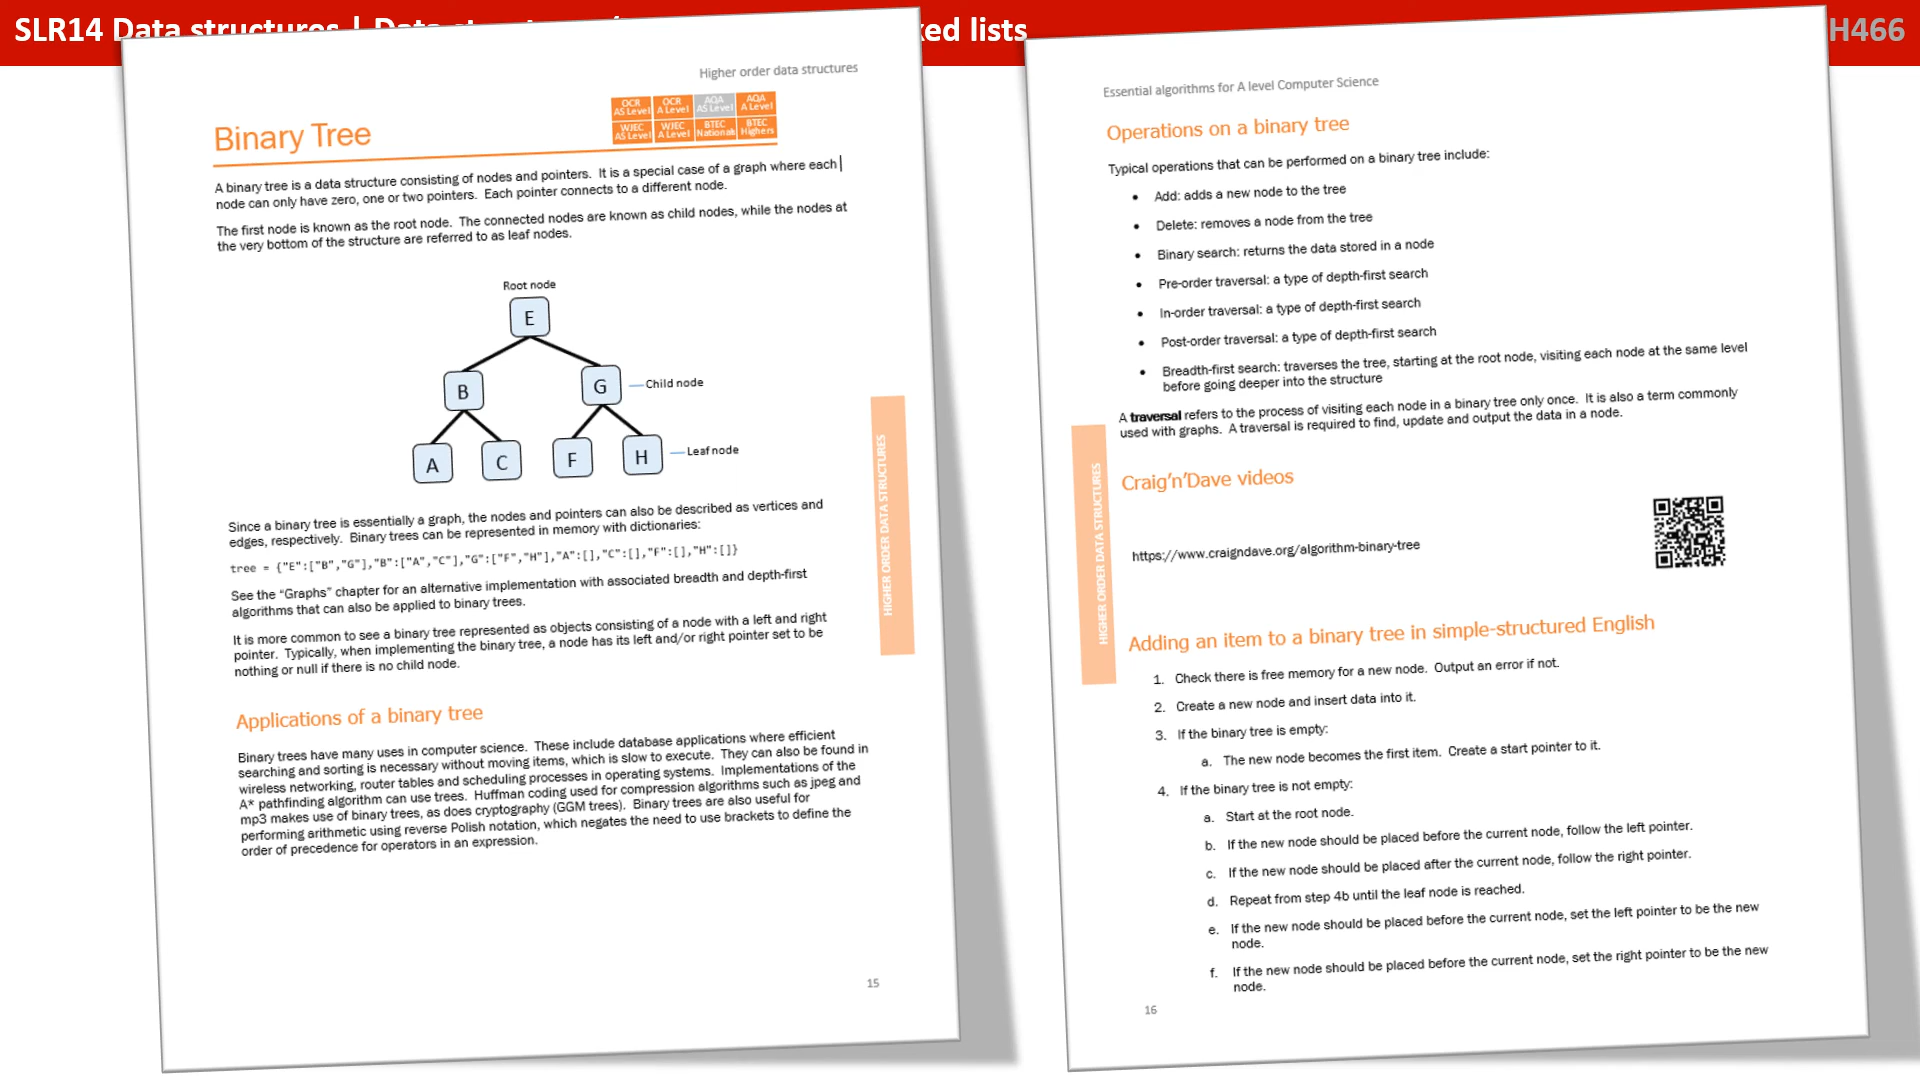 SLR14 Data structures | Data
ked lists
H466
Higher order data structures
OCR AS Level
OCR A Level
AQA AS Level
AQA A Level
WJEC AS Level
WJEC A Level
BTEC Nationals
BTEC Highers
Binary Tree
A binary tree is a data structure consisting of nodes and pointers. It is a special case of a graph where each
node can only have zero, one or two pointers. Each pointer connects to a different node.
The first node is known as the root node. The connected nodes are known as child nodes, while the nodes at
the very bottom of the structure are referred to as leaf nodes.
Root node
E
B
G
Child node
A
C
F
H
Leaf node
Since a binary tree is essentially a graph, the nodes and pointers can also be described as vertices and
edges, respectively. Binary trees can be represented in memory with dictionaries:
tree = {"E":["B","G"],"B":["A","C"],"G":["F","H"],"A":[],"C":[],"F":[],"H":[]}
See the "Graphs" chapter for an alternative implementation with associated breadth and depth-first
algorithms that can also be applied to binary trees.
It is more common to see a binary tree represented as objects consisting of a node with a left and right
pointer. Typically, when implementing the binary tree, a node has its left and/or right pointer set to be
nothing or null if there is no child node.
Applications of a binary tree
Binary trees have many uses in computer science. These include database applications where efficient
searching and sorting is necessary without moving items, which is slow to execute. They can also be found in
wireless networking, router tables and scheduling processes in operating systems. Implementations of the
A* pathfinding algorithm can use trees. Huffman coding used for compression algorithms such as jpeg and
mp3 makes use of binary trees, as does cryptography (GGM trees). Binary trees are also useful for
performing arithmetic using reverse Polish notation, which negates the need to use brackets to define the
order of precedence for operators in an expression.
HIGHER ORDER DATA STRUCTURES
15
Essential algorithms for A level Computer Science
Operations on a binary tree
Typical operations that can be performed on a binary tree include:
• Add: adds a new node to the tree
• Delete: removes a node from the tree
• Binary search: returns the data stored in a node
• Pre-order traversal: a type of depth-first search
• In-order traversal: a type of depth-first search
• Post-order traversal: a type of depth-first search
• Breadth-first search: traverses the tree, starting at the root node, visiting each node at the same level
before going deeper into the structure
A traversal refers to the process of visiting each node in a binary tree only once. It is also a term commonly
used with graphs. A traversal is required to find, update and output the data in a node.
Craig'n'Dave videos
https://www.craigndave.org/algorithm-binary-tree
HIGHER ORDER DATA STRUCTURES
Adding an item to a binary tree in simple-structured English
1. Check there is free memory for a new node. Output an error if not.
2. Create a new node and insert data into it.
3. If the binary tree is empty:
a. The new node becomes the first item. Create a start pointer to it.
4. If the binary tree is not empty:
a. Start at the root node.
b. If the new node should be placed before the current node, follow the left pointer.
c. If the new node should be placed after the current node, follow the right pointer.
d. Repeat from step 4b until the leaf node is reached.
e. If the new node should be placed before the current node, set the left pointer to be the new
node.
f. If the new node should be placed before the current node, set the right pointer to be the new
node.
16